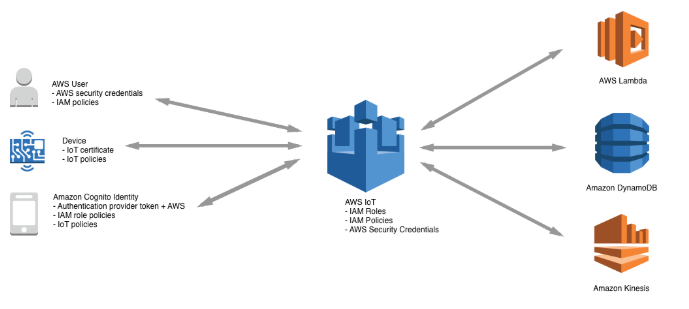 AWS User
- AWS security credentials
- IAM policies
Device
- IoT certificate
- IoT policies
Amazon Cognito Identity
- Authentication provider token + AWS
- IAM role policies
- IoT policies
AWS IoT
- IAM Roles
- IAM Policies
- AWS Security Credentials
AWS Lambda
Amazon DynamoDB
Amazon Kinesis